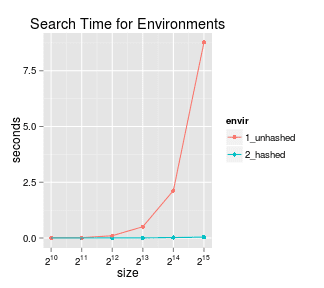 Search Time for Environments
seconds
7.5
5.0
2.5
0.0
2^10 2^11 2^12 2^13 2^14 2^15
size
envir
1_unhashed
2_hashed